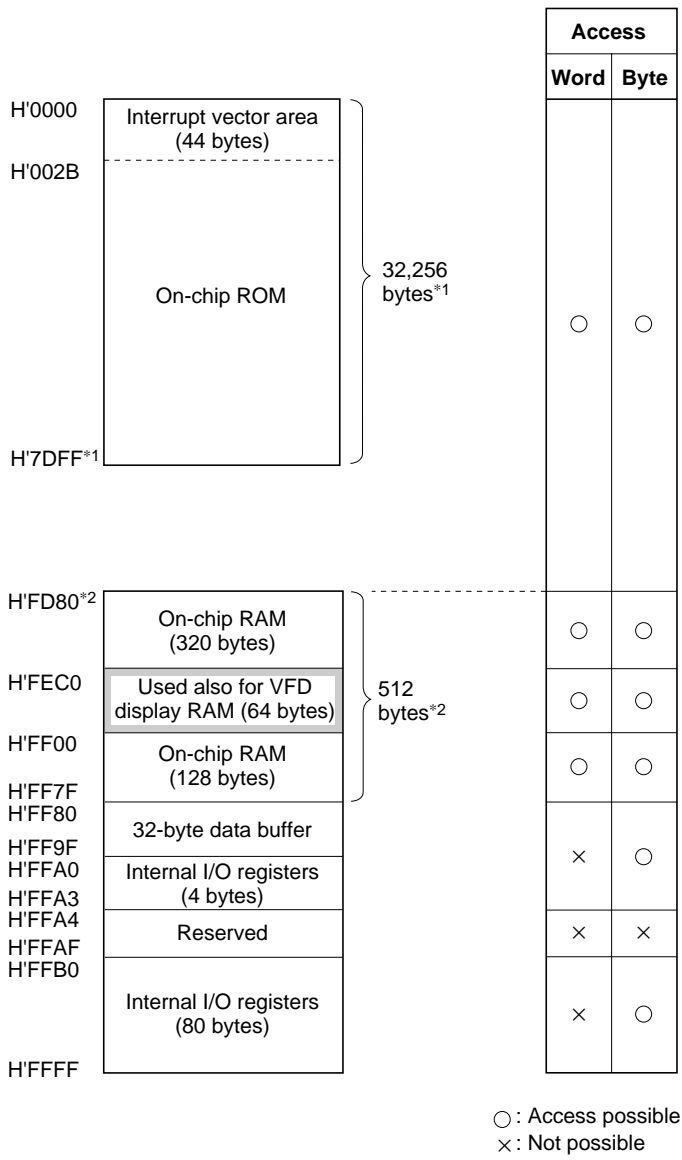 Access
Word Byte
H'0000
Interrupt vector area
(44 bytes)
H'002B
On-chip ROM
32,256
bytes*1
○ ○
H'7DFF*1
H'FD80*2
On-chip RAM
(320 bytes)
○ ○
H'FEC0
Used also for VFD
display RAM (64 bytes)
512
bytes*2
○ ○
H'FF00
On-chip RAM
(128 bytes)
○ ○
H'FF7F
H'FF80
32-byte data buffer
H'FF9F
× ○
H'FFA0
Internal I/O registers
(4 bytes)
H'FFA3
H'FFA4
Reserved
× ×
H'FFAF
H'FFB0
Internal I/O registers
(80 bytes)
× ○
H'FFFF
○ : Access possible
× : Not possible